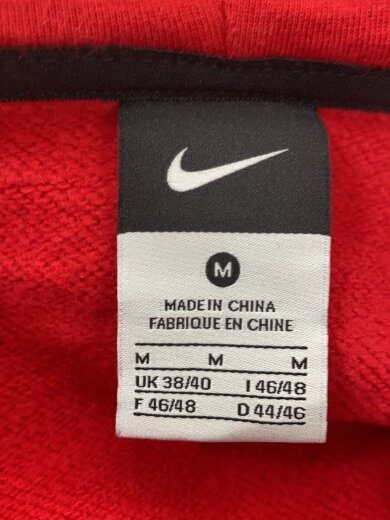 M
MADE IN CHINA
FABRIQUE EN CHINE
M M M
UK 38/40 I 46/48
F 46/48 D 44/46